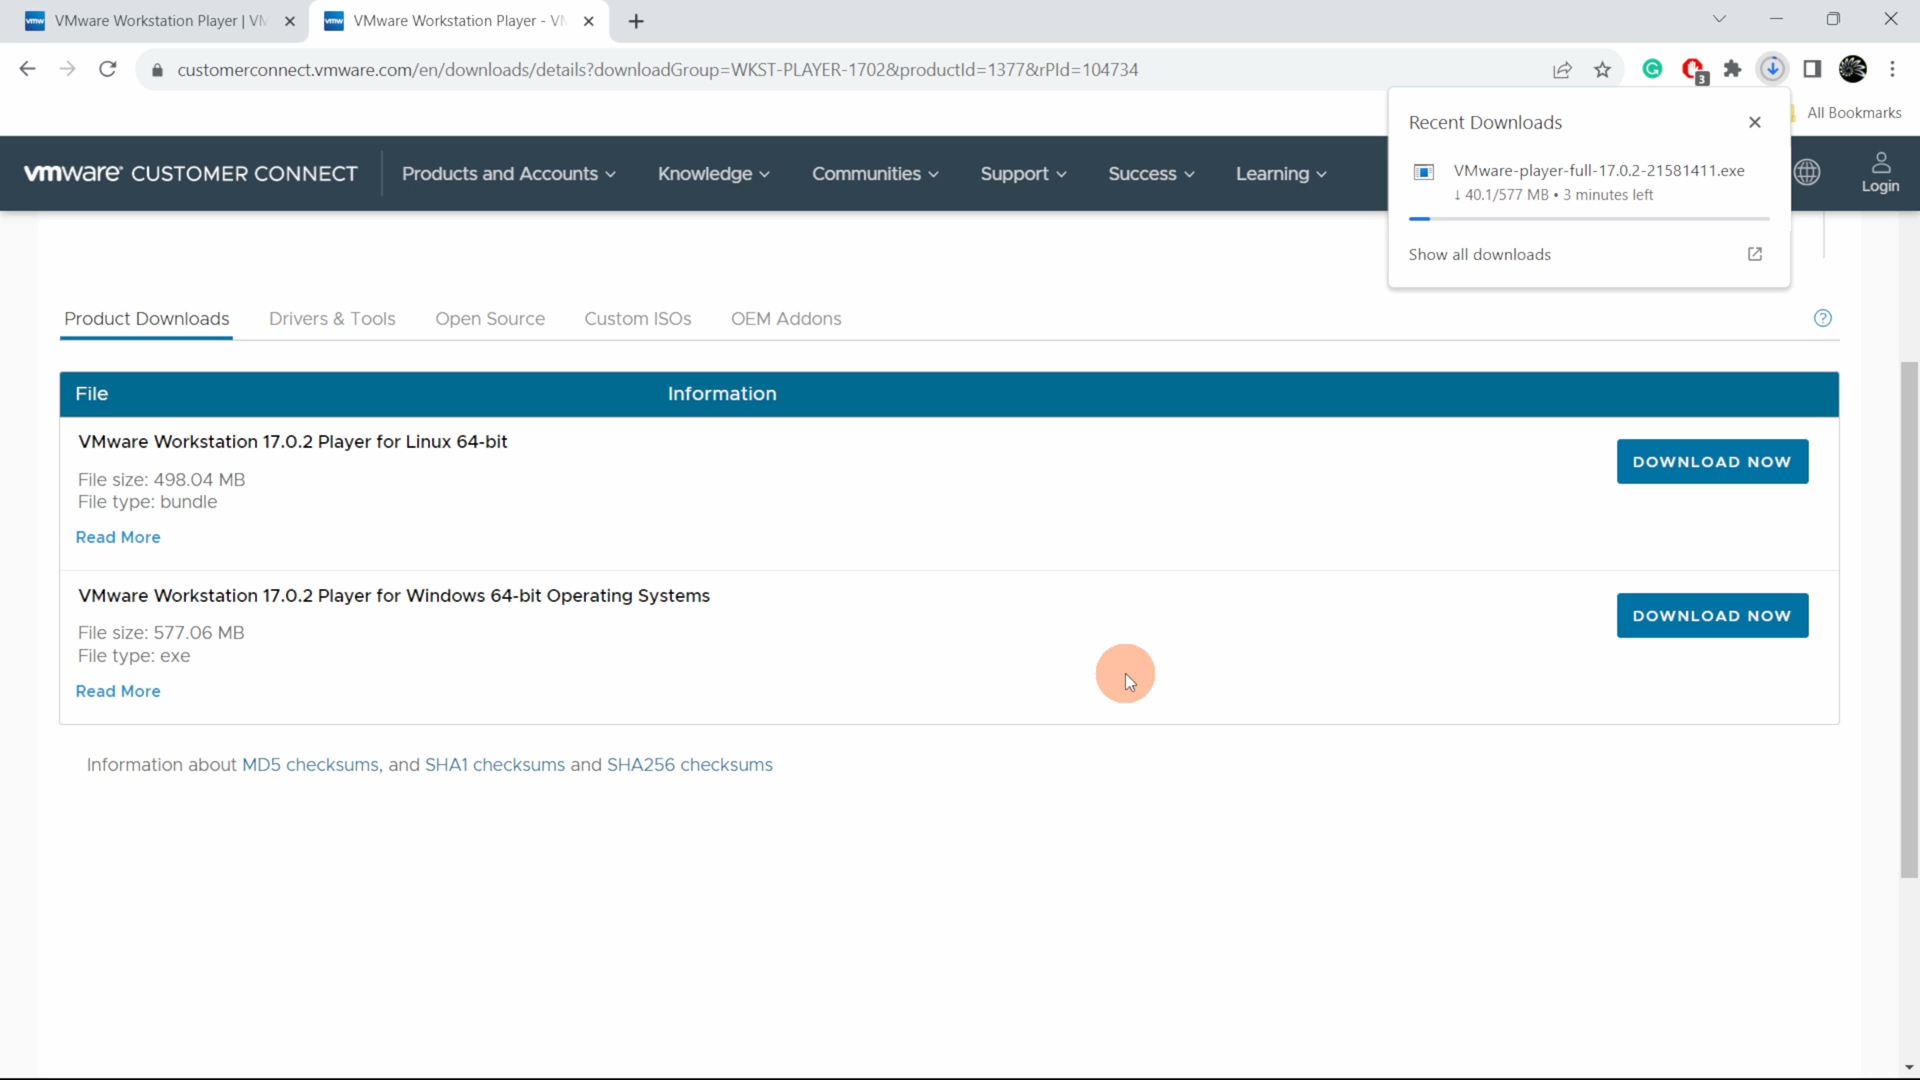 VMware Workstation Player | VM
VMware Workstation Player - VM
customerconnect.vmware.com/en/downloads/details?downloadGroup=WKST-PLAYER-1702&productId=1377&rPId=104734
3
All Bookmarks
Recent Downloads
VMware-player-full-17.0.2-21581411.exe
↓ 40.1/577 MB • 3 minutes left
Show all downloads
vmware® CUSTOMER CONNECT
Products and Accounts
Knowledge
Communities
Support
Success
Learning
Login
Product Downloads
Drivers & Tools
Open Source
Custom ISOs
OEM Addons
File
Information
VMware Workstation 17.0.2 Player for Linux 64-bit
File size: 498.04 MB
File type: bundle
Read More
DOWNLOAD NOW
VMware Workstation 17.0.2 Player for Windows 64-bit Operating Systems
File size: 577.06 MB
File type: exe
Read More
DOWNLOAD NOW
Information about MD5 checksums, and SHA1 checksums and SHA256 checksums